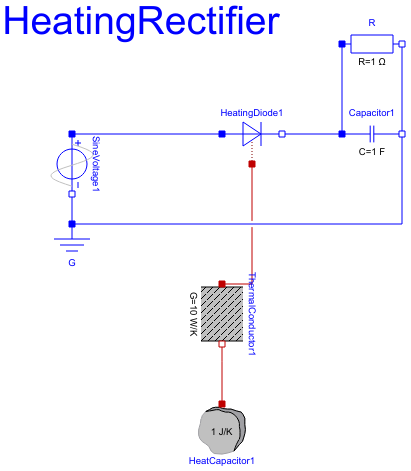 HeatingRectifier
R
R=1 Ω
HeatingDiode1
Capacitor1
C=1 F
+
SineVoltage1
–
G
ThermalConductor1
G=10 W/K
1 J/K
HeatCapacitor1